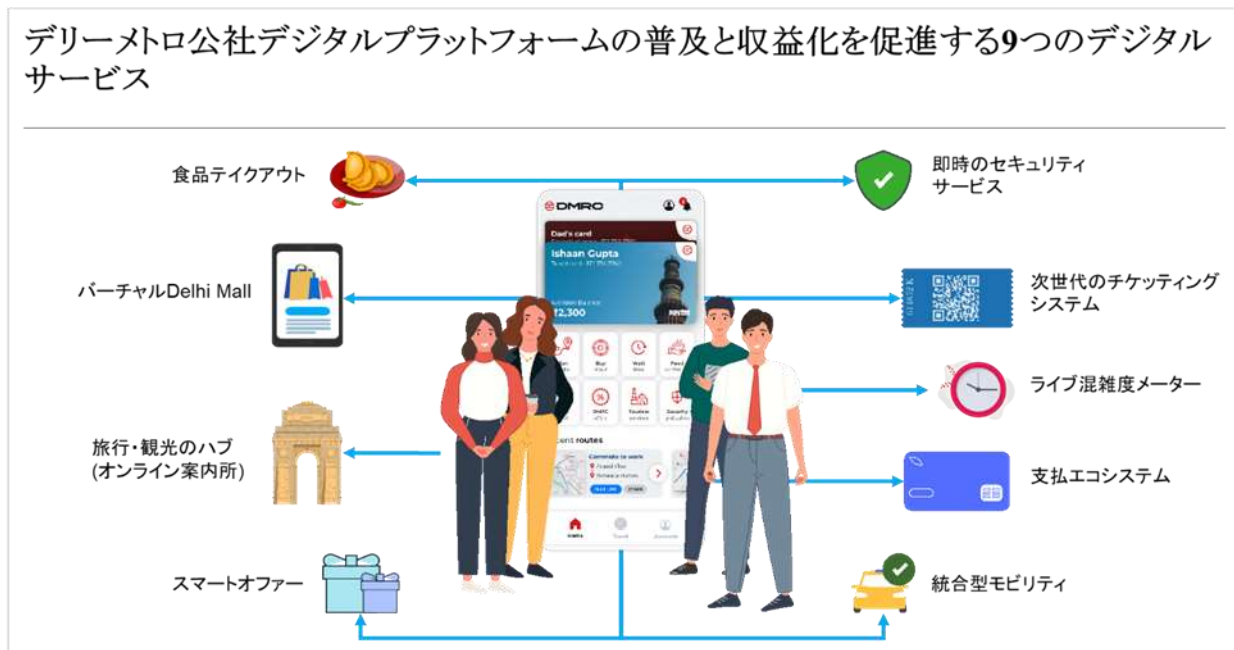 デリーメトロ公社デジタルプラットフォームの普及と収益化を促進する9つのデジタル
サービス
食品テイクアウト
即時のセキュリティ
サービス
DMRC
Dad's card
Ishaan Gupta
₹2,300
バーチャルDelhi Mall
次世代のチケッティング
システム
ライブ混雑度メーター
旅行・観光のハブ
(オンライン案内所)
Tourism
Security
routes
Commute to work
支払エコシステム
Home
Travel
スマートオファー
統合型モビリティ